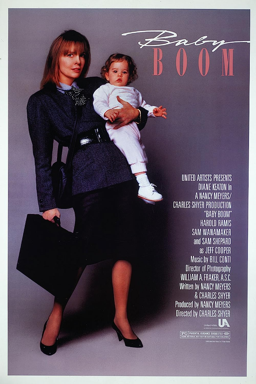 Baby
BOOM
UNITED ARTISTS PRESENTS
DIANE KEATON IN
A NANCY MEYERS/
CHARLES SHYER PRODUCTION
"BABY BOOM"
HAROLD RAMIS
SAM WANAMAKER
and SAM SHEPARD
as JEFF COOPER
Music by BILL CONTI
Director of Photography
WILLIAM A. FRAKER, A.S.C.
Written by NANCY MEYERS
& CHARLES SHYER
Produced by NANCY MEYERS
Directed by CHARLES SHYER
UA